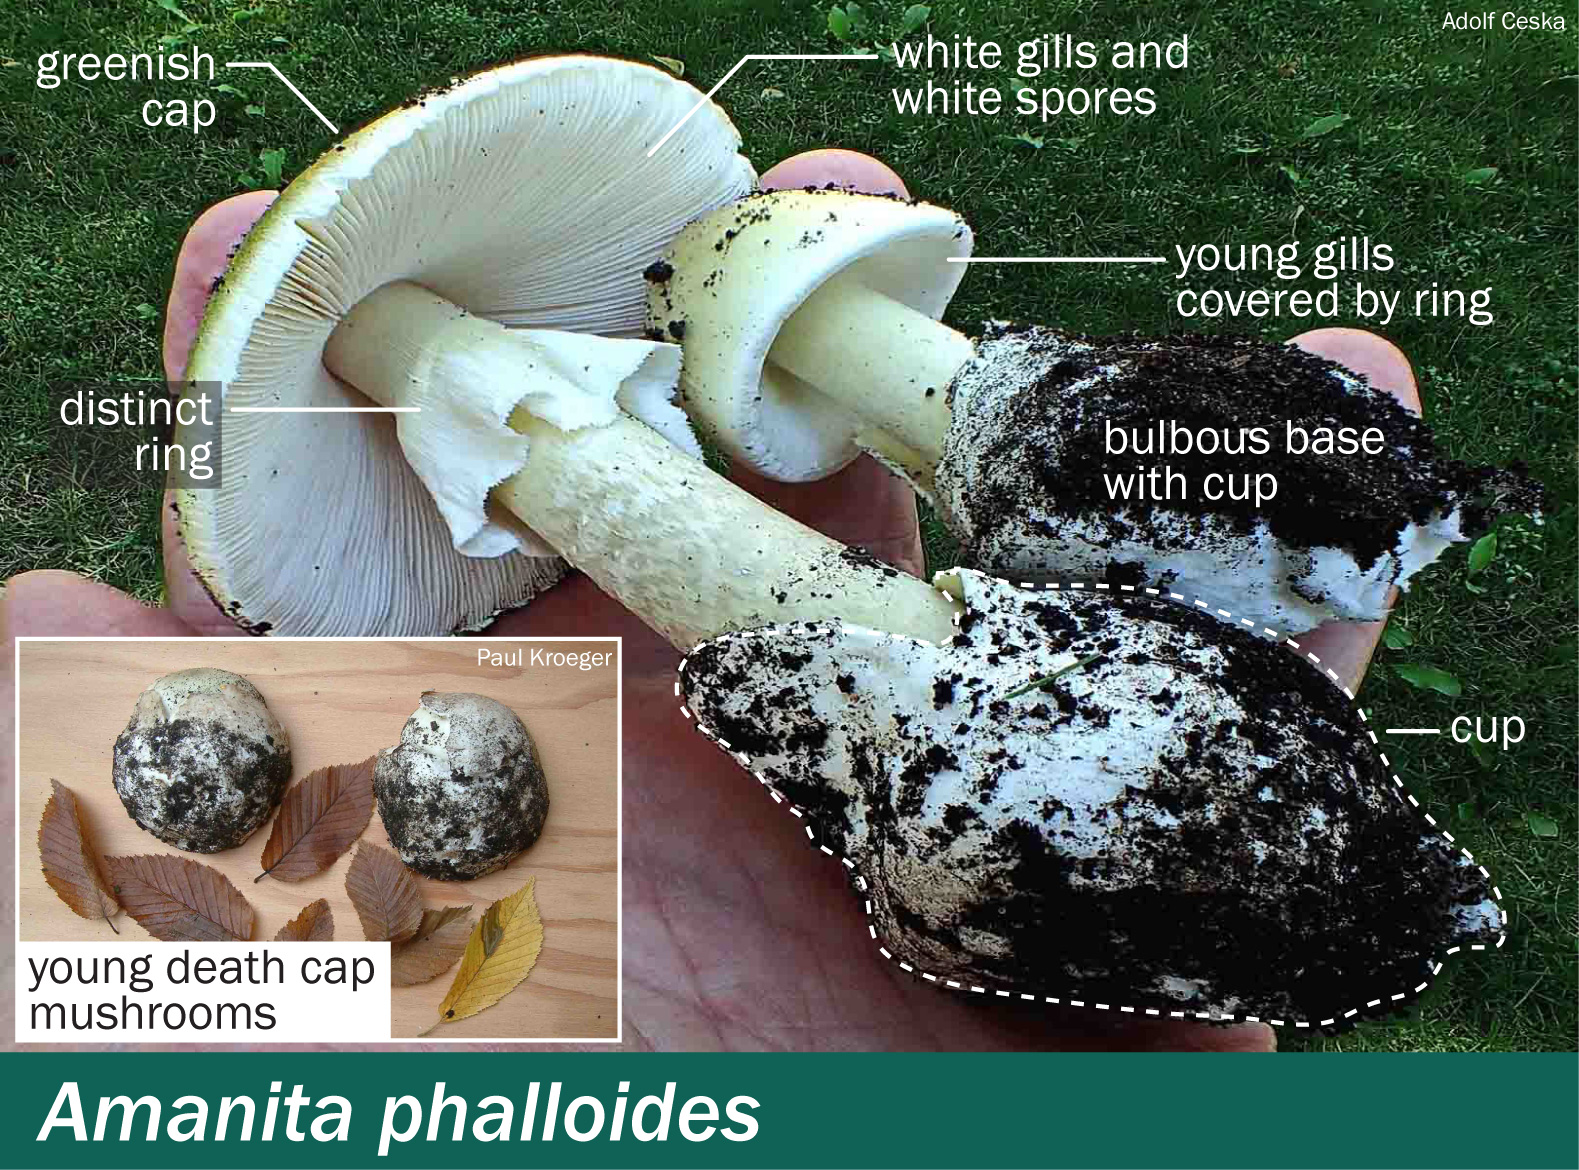 Adolf Ceska
greenish
cap
white gills and
white spores
young gills
covered by ring
distinct
ring
bulbous base
with cup
cup
Paul Kroeger
young death cap
mushrooms
Amanita phalloides